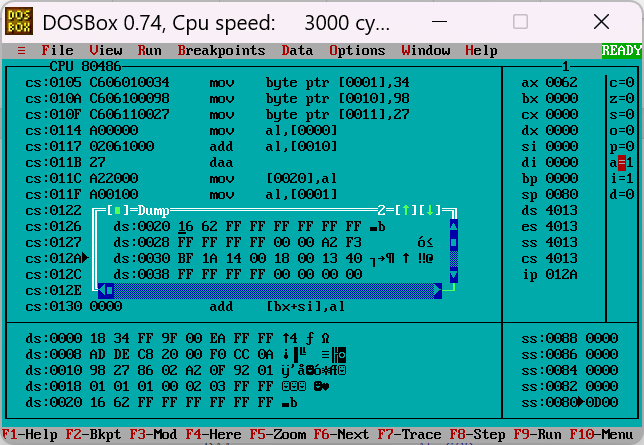 DOSBox 0.74, Cpu speed: 3000 cy...
DOS
BOX
≡ File View Run Breakpoints Data Options Window Help READY
CPU 80486 1
cs:0105 C606010034 mov byte ptr [0001],34 ax 0062 c=0
cs:010A C606100098 mov byte ptr [0010],98 bx 0000 z=0
cs:010F C606110027 mov byte ptr [0011],27 cx 0000 s=0
cs:0114 A00000 mov al,[0000] dx 0000 o=0
cs:0117 02061000 add al,[0010] si 0000 p=0
cs:011B 27 daa di 0000 a=1
cs:011C A22000 mov [0020],al bp 0000 i=1
cs:011F A00100 mov al,[0001] sp 0080 d=0
cs:0122 [■]=Dump 2=[↑][↓] ds 4013
cs:0126 ds:0020 16 62 FF FF FF FF FF FF ▬b es 4013
cs:0127 ds:0028 FF FF FF FF 00 00 A2 F3 ó≤ ss 4013
cs:012A► ds:0030 BF 1A 14 00 18 00 13 40 ┐→¶ ↑ ‼@ cs 4013
cs:012C ds:0038 FF FF FF FF 00 00 00 00 ip 012A
cs:012E
cs:0130 0000 add [bx+si],al
ds:0000 18 34 FF 9F 00 EA FF FF ↑4 ƒ Ω ss:0088 0000
ds:0008 AD DE C8 20 00 F0 CC 0A ¡▐╚ ≡╠◙ ss:0086 0000
ds:0010 98 27 86 02 A2 0F 92 01 ÿ'å☻ó☼Æ☺ ss:0084 0000
ds:0018 01 01 01 00 02 03 FF FF ☺☺☺ ☻♥ ss:0082 0000
ds:0020 16 62 FF FF FF FF FF FF ▬b ss:0080►0D00
F1-Help F2-Bkpt F3-Mod F4-Here F5-Zoom F6-Next F7-Trace F8-Step F9-Run F10-Menu